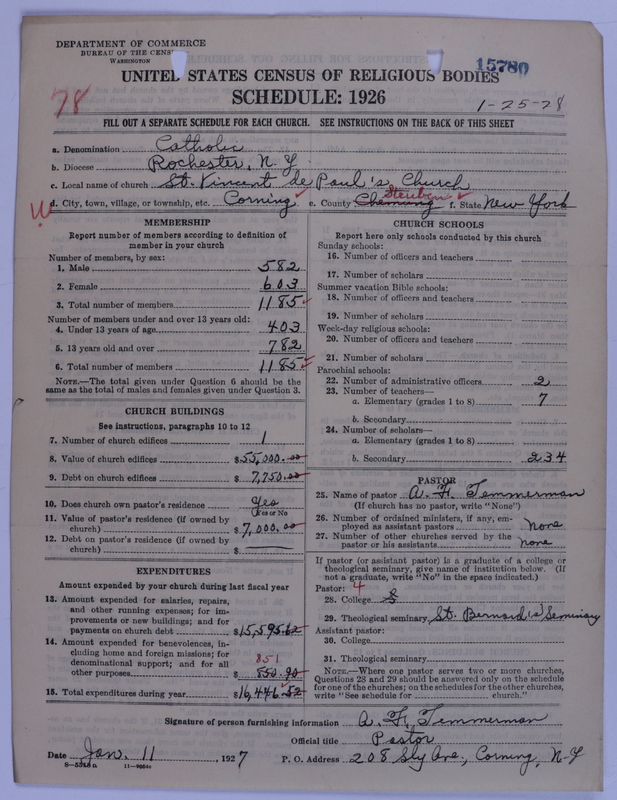 DEPARTMENT OF COMMERCE
BUREAU OF THE CENSUS
WASHINGTON
15780
UNITED STATES CENSUS OF RELIGIOUS BODIES
78
SCHEDULE: 1926
1-25-28
FILL OUT A SEPARATE SCHEDULE FOR EACH CHURCH. SEE INSTRUCTIONS ON THE BACK OF THIS SHEET
a. Denomination Catholic
b. Diocese Rochester, N.Y.
c. Local name of church St. Vincent de Paul's Church
d. City, town, village, or township, etc. Corning e. County Chemung Steuben f. State New York
MEMBERSHIP
Report number of members according to definition of
member in your church
Number of members, by sex:
1. Male 582
2. Female 603
3. Total number of members 1185
Number of members under and over 13 years old:
4. Under 13 years of age 403
5. 13 years old and over 782
6. Total number of members 1185
NOTE.—The total given under Question 6 should be
same as the total of males and females given under Question 3.
CHURCH BUILDINGS
See instructions, paragraphs 10 to 12
7. Number of church edifices 1
8. Value of church edifices $55,000.00
9. Debt on church edifices $7,750.00
10. Does church own pastor's residence Yes
Yes or No
11. Value of pastor's residence (if owned by
church) $7,000.00
12. Debt on pastor's residence (if owned by
church) $
EXPENDITURES
Amount expended by your church during last fiscal year
13. Amount expended for salaries, repairs,
and other running expenses; for im-
provements or new buildings; and for
payments on church debt $15,595.62
14. Amount expended for benevolences, in-
cluding home and foreign missions; for
denominational support; and for all
other purposes 851
$850.90
15. Total expenditures during year $16,446.52
CHURCH SCHOOLS
Report here only schools conducted by this church
Sunday schools:
16. Number of officers and teachers
17. Number of scholars
Summer vacation Bible schools:
18. Number of officers and teachers
19. Number of scholars
Week-day religious schools:
20. Number of officers and teachers
21. Number of scholars
Parochial schools:
22. Number of administrative officers 2
23. Number of teachers—
a. Elementary (grades 1 to 8) 7
b. Secondary
24. Number of scholars—
a. Elementary (grades 1 to 8)
b. Secondary 234
PASTOR
25. Name of pastor A. H. Temmerman
(If church has no pastor, write "None")
26. Number of ordained ministers, if any, em-
ployed as assistant pastors none
27. Number of other churches served by the
pastor or his assistants none
If pastor (or assistant pastor) is a graduate of a college or
theological seminary, give name of institution below. (If
not a graduate, write "No" in the space indicated.)
Pastor: 4
28. College
29. Theological seminary St. Bernard's Seminary
Assistant pastor:
30. College
31. Theological seminary
NOTE.—Where one pastor serves two or more churches,
Questions 28 and 29 should be answered only on the schedule
for one of the churches; on the schedules for the other churches,
write "See schedule for church."
Signature of person furnishing information A. H. Temmerman
Official title Pastor
Date Jan. 11, 1927 P. O. Address 208 Sly Ave., Corning, N.Y